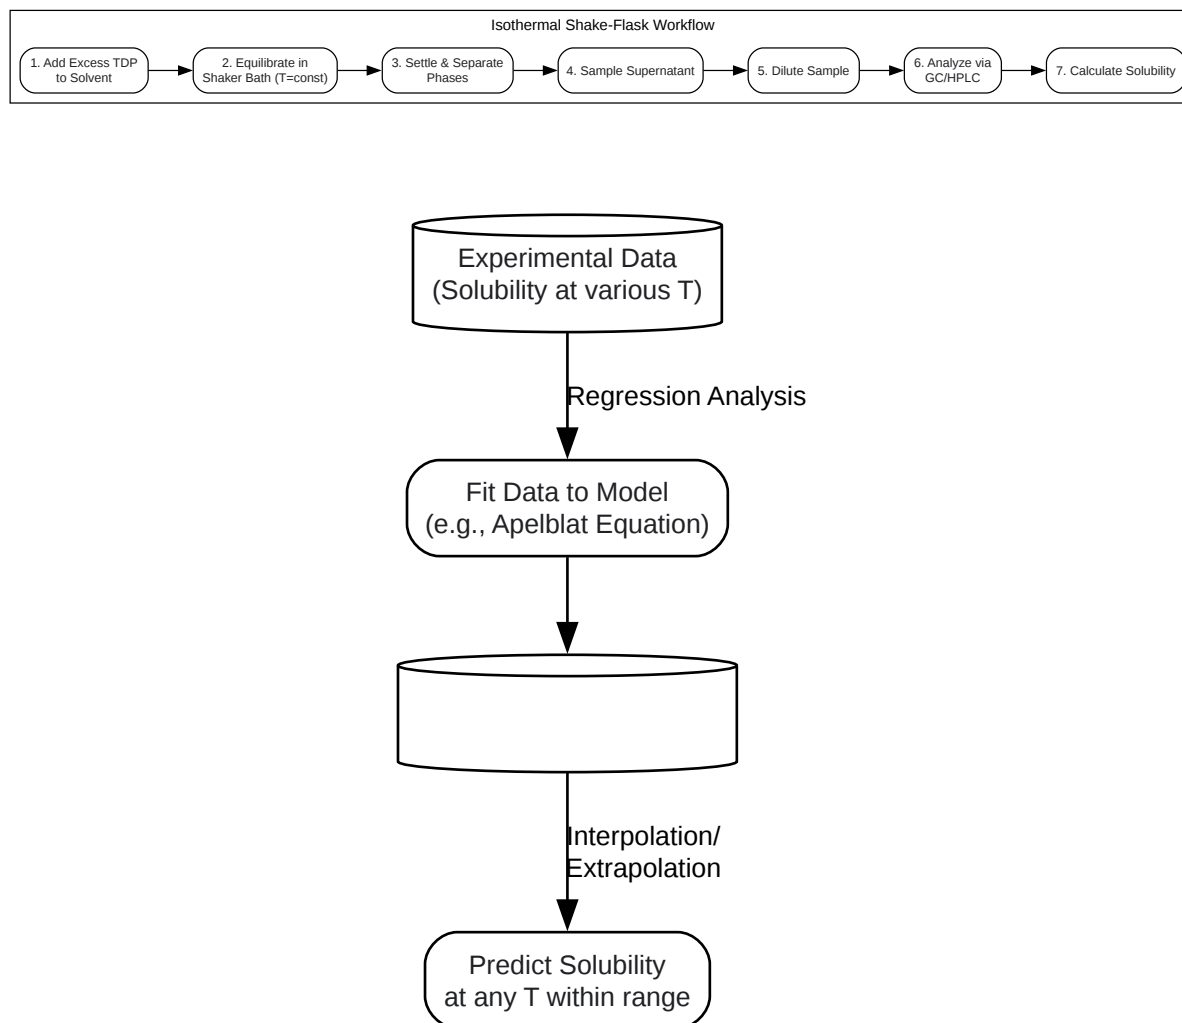 Isothermal Shake-Flask Workflow
1. Add Excess TDP
to Solvent
2. Equilibrate in
Shaker Bath (T=const)
3. Settle & Separate
Phases
4. Sample Supernatant
5. Dilute Sample
6. Analyze via
GC/HPLC
7. Calculate Solubility
Experimental Data
(Solubility at various T)
Regression Analysis
Fit Data to Model
(e.g., Apelblat Equation)
Interpolation/
Extrapolation
Predict Solubility
at any T within range